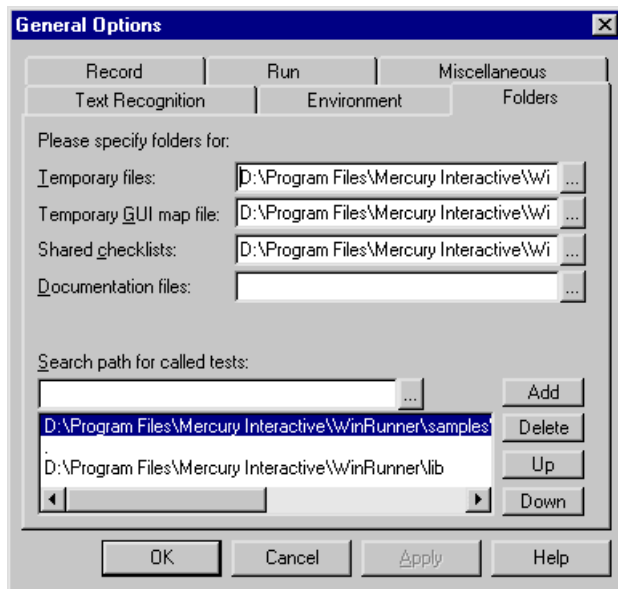 General Options
Record Run Miscellaneous
Text Recognition Environment Folders
Please specify folders for:
Temporary files: D:\Program Files\Mercury Interactive\Wi ...
Temporary GUI map file: D:\Program Files\Mercury Interactive\Wi ...
Shared checklists: D:\Program Files\Mercury Interactive\Wi ...
Documentation files: ...
Search path for called tests:
... Add
D:\Program Files\Mercury Interactive\WinRunner\samples\ Delete
.
D:\Program Files\Mercury Interactive\WinRunner\lib Up
Down
OK Cancel Apply Help